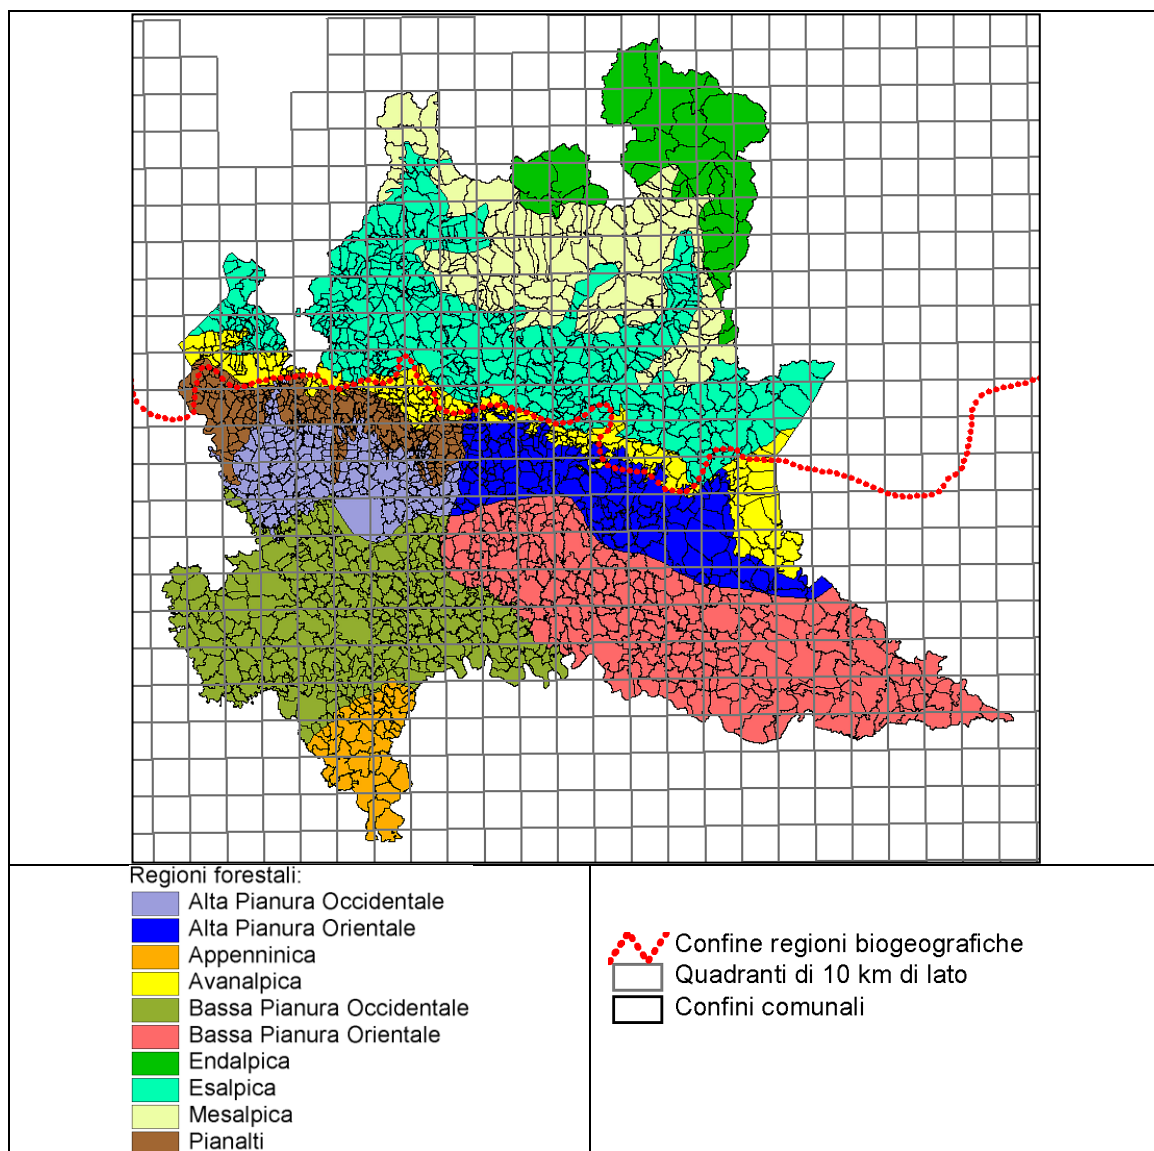 Regioni forestali:
Alta Pianura Occidentale
Alta Pianura Orientale
Appenninica
Avanalpica
Bassa Pianura Occidentale
Bassa Pianura Orientale
Endalpica
Esalpica
Mesalpica
Pianalti
Confine regioni biogeografiche
Quadranti di 10 km di lato
Confini comunali